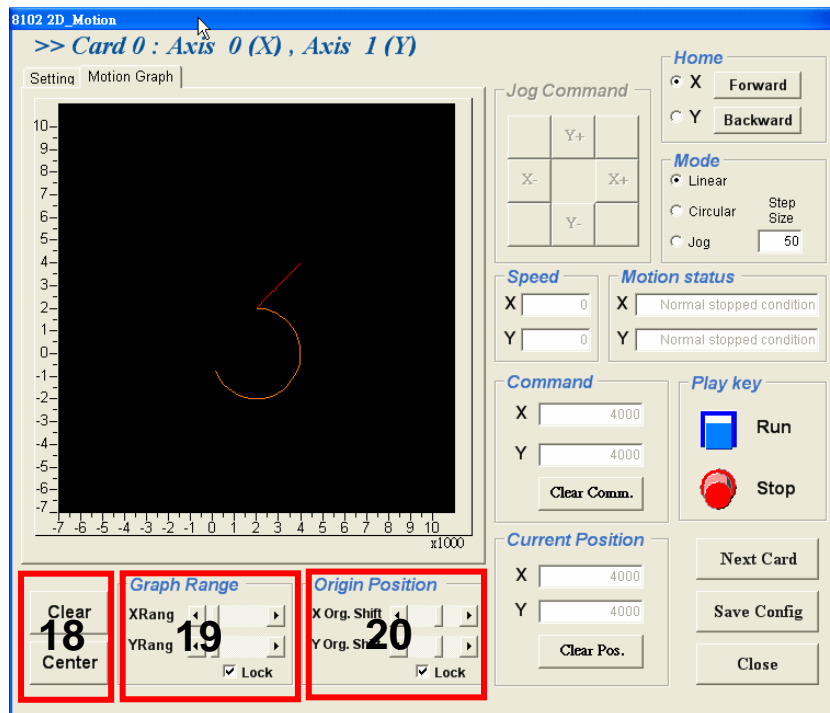 8102 2D_Motion
>> Card 0 : Axis 0 (X) , Axis 1 (Y)
Setting Motion Graph
10
9
8
7
6
5
4
3
2
1
0
-1
-2
-3
-4
-5
-6
-7
-7 -6 -5 -4 -3 -2 -1 0 1 2 3 4 5 6 7 8 9 10
x1000
Jog Command
Y+
X- X+
Y-
Home
X Forward
Y Backward
Mode
Linear
Circular
Jog
Step
Size
50
Speed
X 0
Y 0
Motion status
X Normal stopped condition
Y Normal stopped condition
Command
X 4000
Y 4000
Clear Comm.
Play key
Run
Stop
Current Position
X 4000
Y 4000
Clear Pos.
Next Card
Save Config
Close
Clear
18
Center
Graph Range
XRang
19
YRang
Lock
Origin Position
X Org. Shift
20
Y Org. Shift
Lock